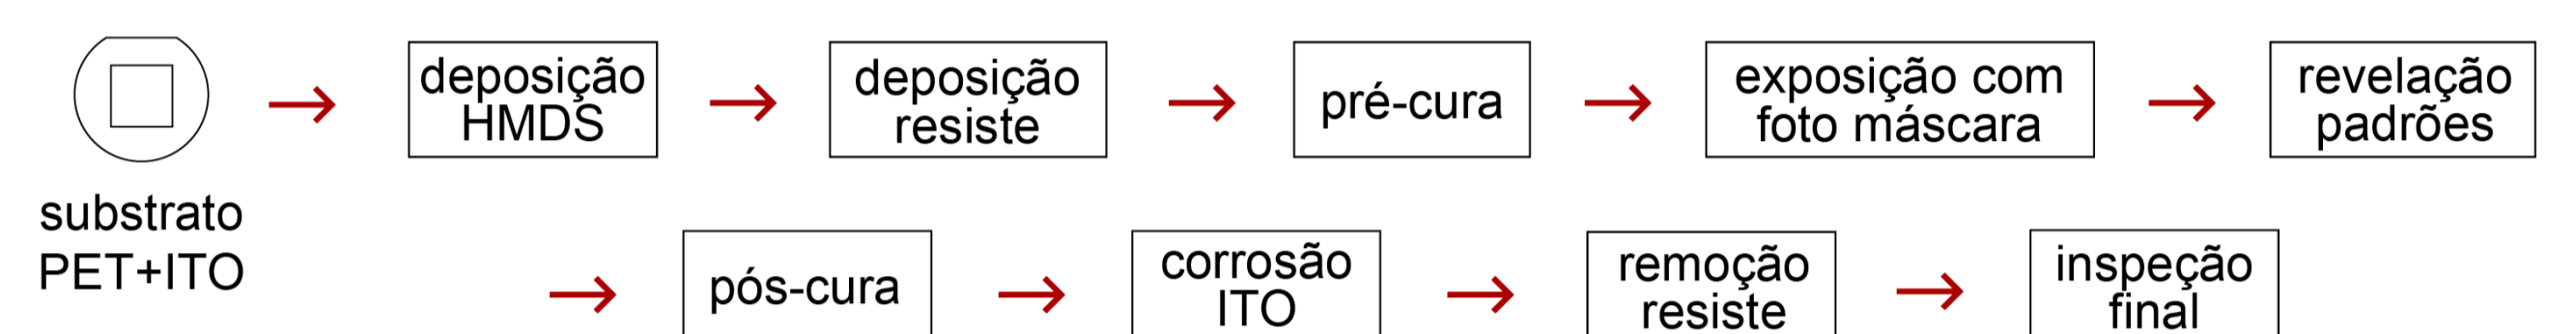 deposição
HMDS
deposição
resiste
pré-cura
exposição com
foto máscara
revelação
padrões
substrato
PET+ITO
pós-cura
corrosão
ITO
remoção
resiste
inspeção
final